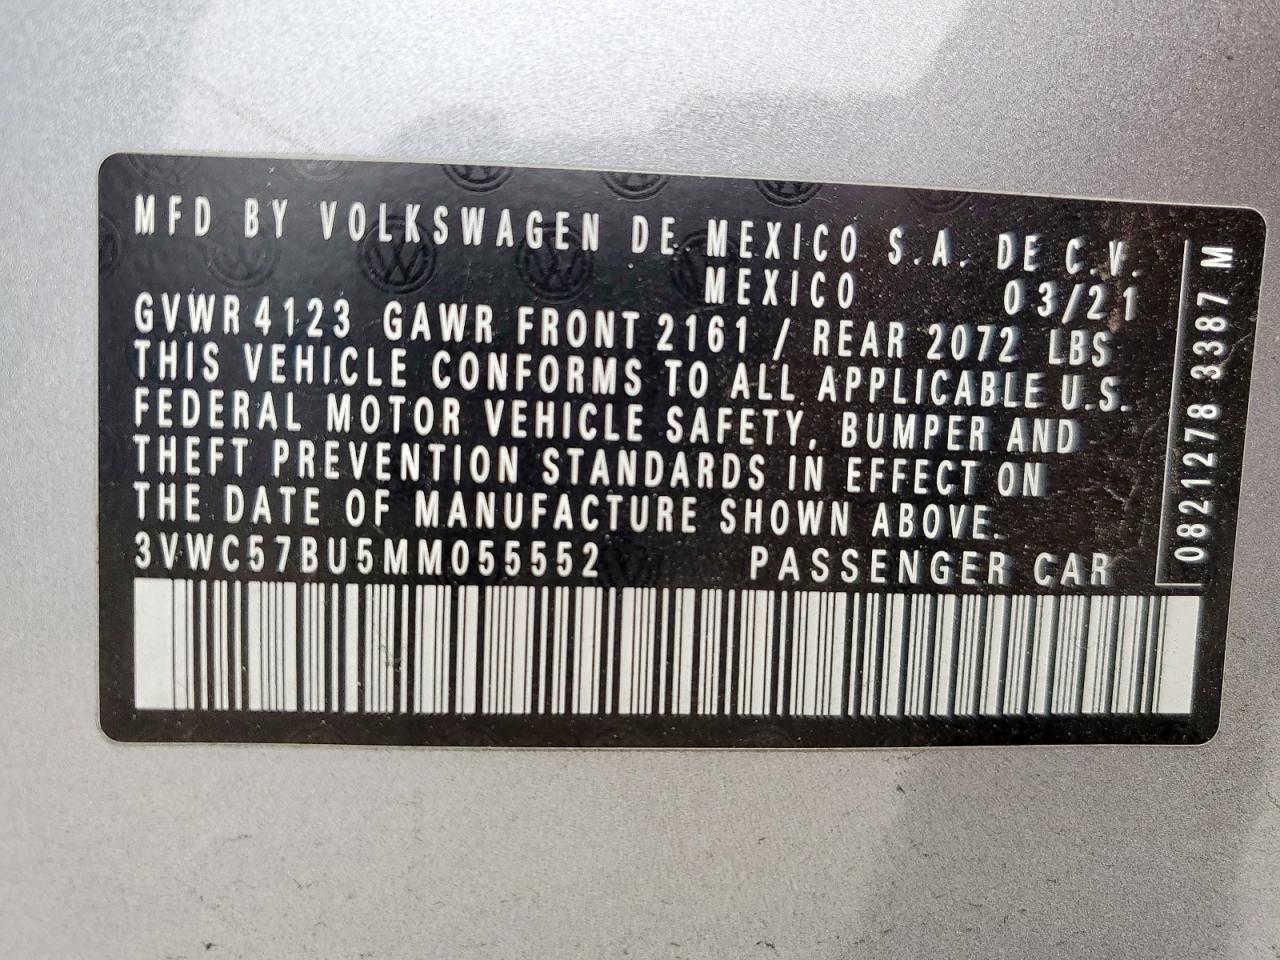 MFD BY VOLKSWAGEN DE MEXICO S.A. DE C.V.
MEXICO 03/21
GVWR 4123 GAWR FRONT 2161 / REAR 2072 LBS
THIS VEHICLE CONFORMS TO ALL APPLICABLE U.S.
FEDERAL MOTOR VEHICLE SAFETY, BUMPER AND
THEFT PREVENTION STANDARDS IN EFFECT ON
THE DATE OF MANUFACTURE SHOWN ABOVE.
3VWC57BU5MM055552 PASSENGER CAR
08212178 3387 M